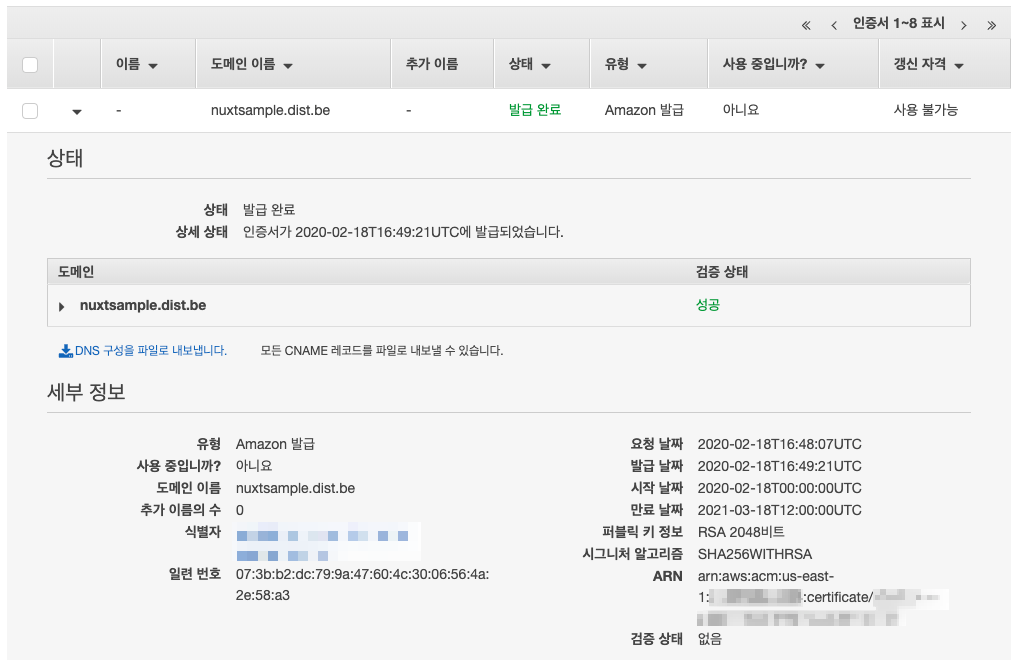 « ‹ 인증서 1~8 표시 › »
이름 도메인 이름 추가 이름 상태 유형 사용 중입니까? 갱신 자격
- nuxtsample.dist.be - 발급 완료 Amazon 발급 아니요 사용 불가능
상태
상태 발급 완료
상세 상태 인증서가 2020-02-18T16:49:21UTC에 발급되었습니다.
도메인 검증 상태
nuxtsample.dist.be 성공
DNS 구성을 파일로 내보냅니다. 모든 CNAME 레코드를 파일로 내보낼 수 있습니다.
세부 정보
유형 Amazon 발급
사용 중입니까? 아니요
도메인 이름 nuxtsample.dist.be
추가 이름의 수 0
식별자
일련 번호 07:3b:b2:dc:79:9a:47:60:4c:30:06:56:4a:
2e:58:a3
요청 날짜 2020-02-18T16:48:07UTC
발급 날짜 2020-02-18T16:49:21UTC
시작 날짜 2020-02-18T00:00:00UTC
만료 날짜 2021-03-18T12:00:00UTC
퍼블릭 키 정보 RSA 2048비트
시그니처 알고리즘 SHA256WITHRSA
ARN arn:aws:acm:us-east-
1: :certificate/
검증 상태 없음